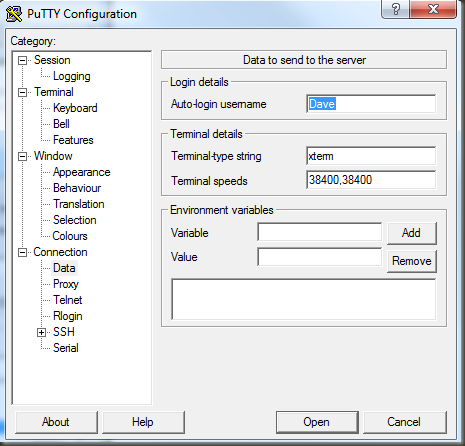 PuTTY Configuration
?
Category:
Session
Logging
Terminal
Keyboard
Bell
Features
Window
Appearance
Behaviour
Translation
Selection
Colours
Connection
Data
Proxy
Telnet
Rlogin
SSH
Serial
Data to send to the server
Login details
Auto-login username Dave
Terminal details
Terminal-type string xterm
Terminal speeds 38400,38400
Environment variables
Variable Add
Value Remove
About Help Open Cancel